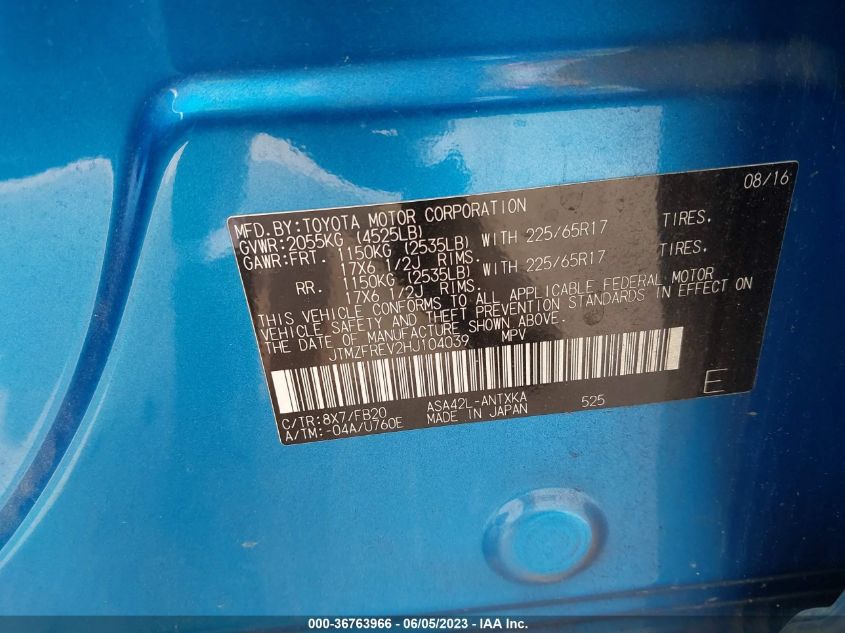 08/16
MFD.BY:TOYOTA MOTOR CORPORATION
GVWR:2055KG (4525LB)
GAWR:FRT. 1150KG (2535LB) WITH 225/65R17 TIRES.
17X6 1/2J RIMS.
RR. 1150KG (2535LB) WITH 225/65R17 TIRES.
17X6 1/2J RIMS.
THIS VEHICLE CONFORMS TO ALL APPLICABLE FEDERAL MOTOR
VEHICLE SAFETY AND THEFT PREVENTION STANDARDS IN EFFECT ON
THE DATE OF MANUFACTURE SHOWN ABOVE.
JTMZFREV2HJ104039 MPV
C/TR:8X7/FB20 ASA42L-ANTXKA 525 E
A/TM:-04A/U760E MADE IN JAPAN
000-36763966 - 06/05/2023 - IAA Inc.